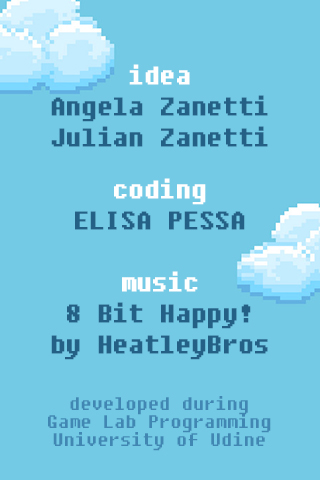 idea
Angela Zanetti
Julian Zanetti
coding
ELISA PESSA
music
8 Bit Happy!
by HeatleyBros
developed during
Game Lab Programming
University of Udine